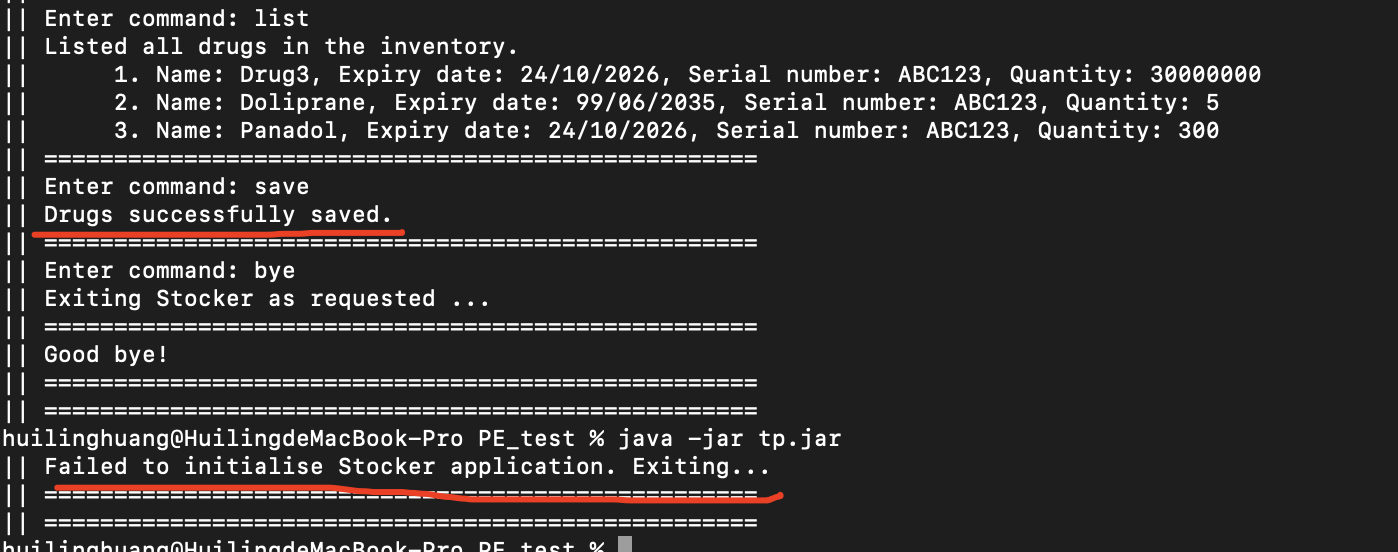 || Enter command: list
|| Listed all drugs in the inventory.
||      1. Name: Drug3, Expiry date: 24/10/2026, Serial number: ABC123, Quantity: 30000000
||      2. Name: Doliprane, Expiry date: 99/06/2035, Serial number: ABC123, Quantity: 5
||      3. Name: Panadol, Expiry date: 24/10/2026, Serial number: ABC123, Quantity: 300
|| ===================================================
|| Enter command: save
|| Drugs successfully saved.
|| ===================================================
|| Enter command: bye
|| Exiting Stocker as requested ...
|| ===================================================
|| Good bye!
|| ===================================================
|| ===================================================
huilinghuang@HuilingdeMacBook-Pro PE_test % java -jar tp.jar
|| Failed to initialise Stocker application. Exiting...
|| ===================================================
|| ===================================================
huilinghuang@HuilingdeMacBook-Pro PE_test %